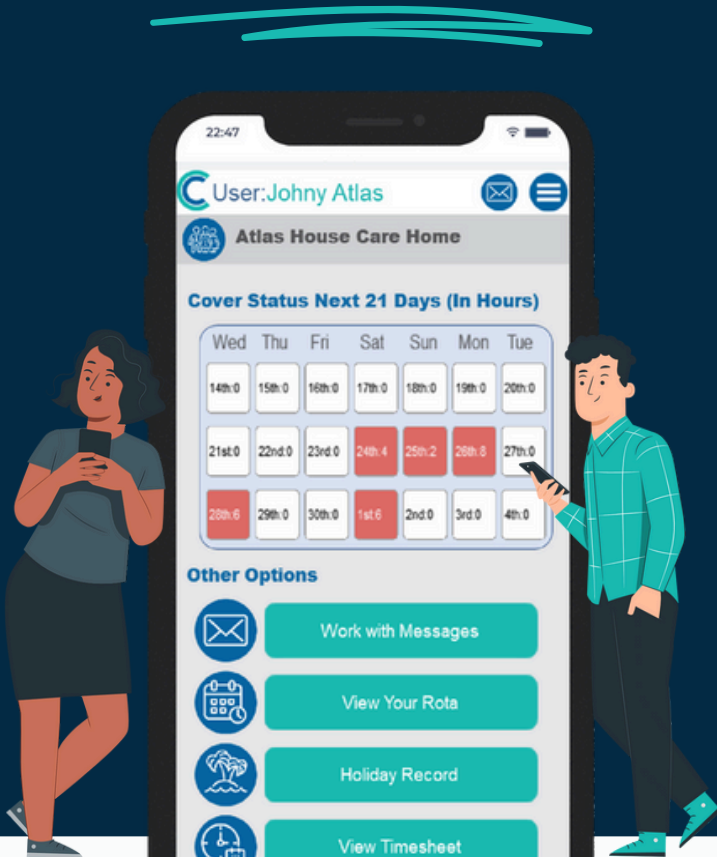 22:47
User:Johny Atlas
Atlas House Care Home
Cover Status Next 21 Days (In Hours)
Wed Thu Fri Sat Sun Mon Tue
14th:0 15th:0 16th:0 17th:0 18th:0 19th:0 20th:0
21st:0 22nd:0 23rd:0 24th:4 25th:2 26th:8 27th:0
28th:6 29th:0 30th:0 1st:6 2nd:0 3rd:0 4th:0
Other Options
Work with Messages
View Your Rota
Holiday Record
View Timesheet